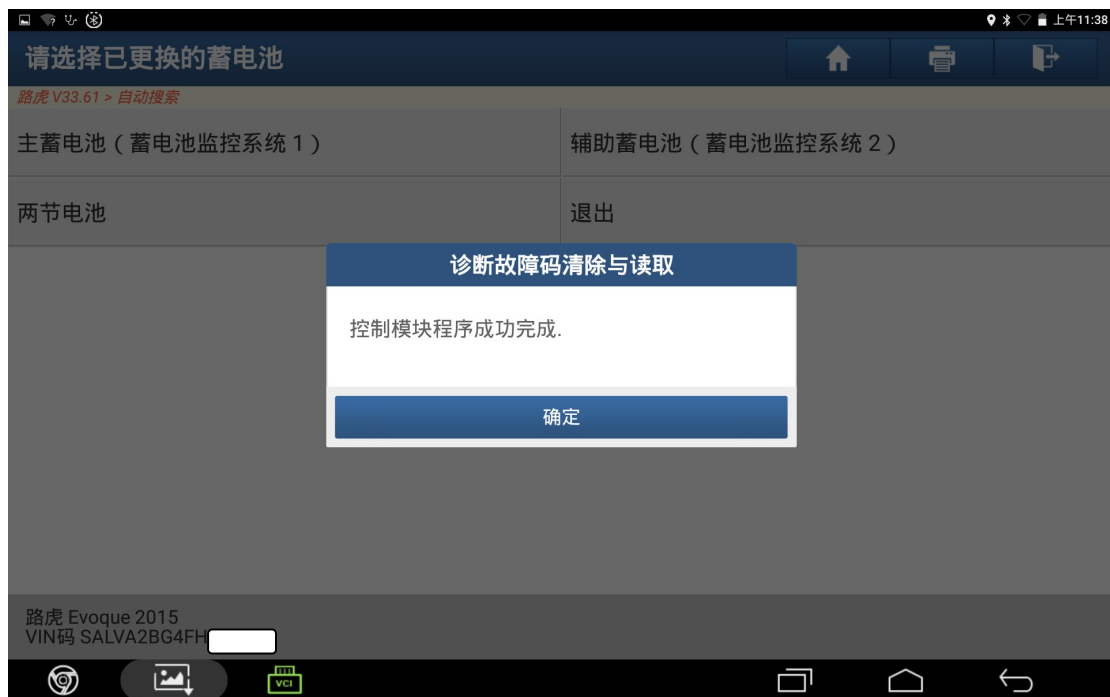 上午11:38
请选择已更换的蓄电池
路虎 V33.61 > 自动搜索
主蓄电池（蓄电池监控系统 1）
辅助蓄电池（蓄电池监控系统 2）
两节电池
退出
诊断故障码清除与读取
控制模块程序成功完成.
确定
路虎 Evoque 2015
VIN码 SALVA2BG4FH
VCI